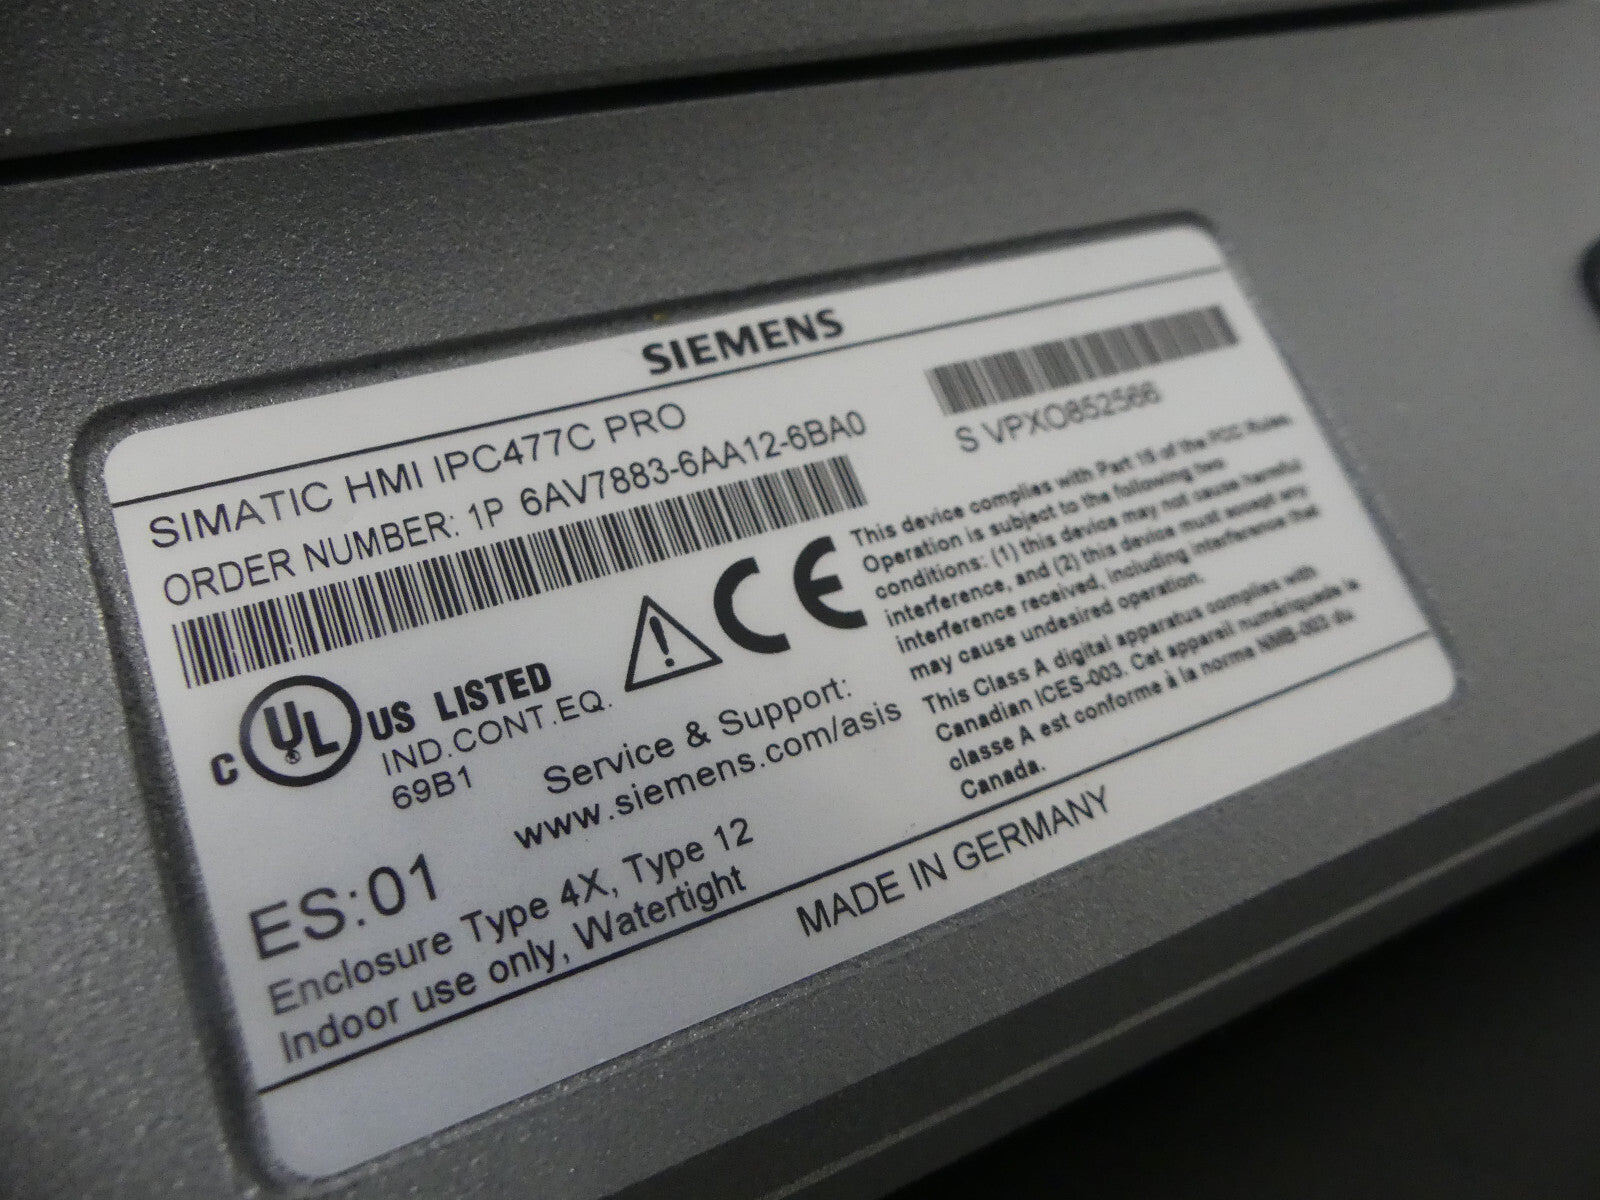 SIEMENS
SIMATIC HMI IPC477C PRO
ORDER NUMBER: 1P 6AV7883-6AA12-6BA0
S VPXO852566
This device complies with Part 15 of the FCC Rules.
Operation is subject to the following two
conditions: (1) this device may not cause harmful
interference, and (2) this device must accept any
interference received, including interference that
may cause undesired operation.
This Class A digital apparatus complies with
Canadian ICES-003. Cet appareil numériquede la
classe A est conforme à la norme NMB-003 du
Canada.
C UL ® US LISTED
IND.CONT.EQ.
69B1
CE
Service & Support:
www.siemens.com/asis
ES:01
Enclosure Type 4X, Type 12
Indoor use only, Watertight
MADE IN GERMANY